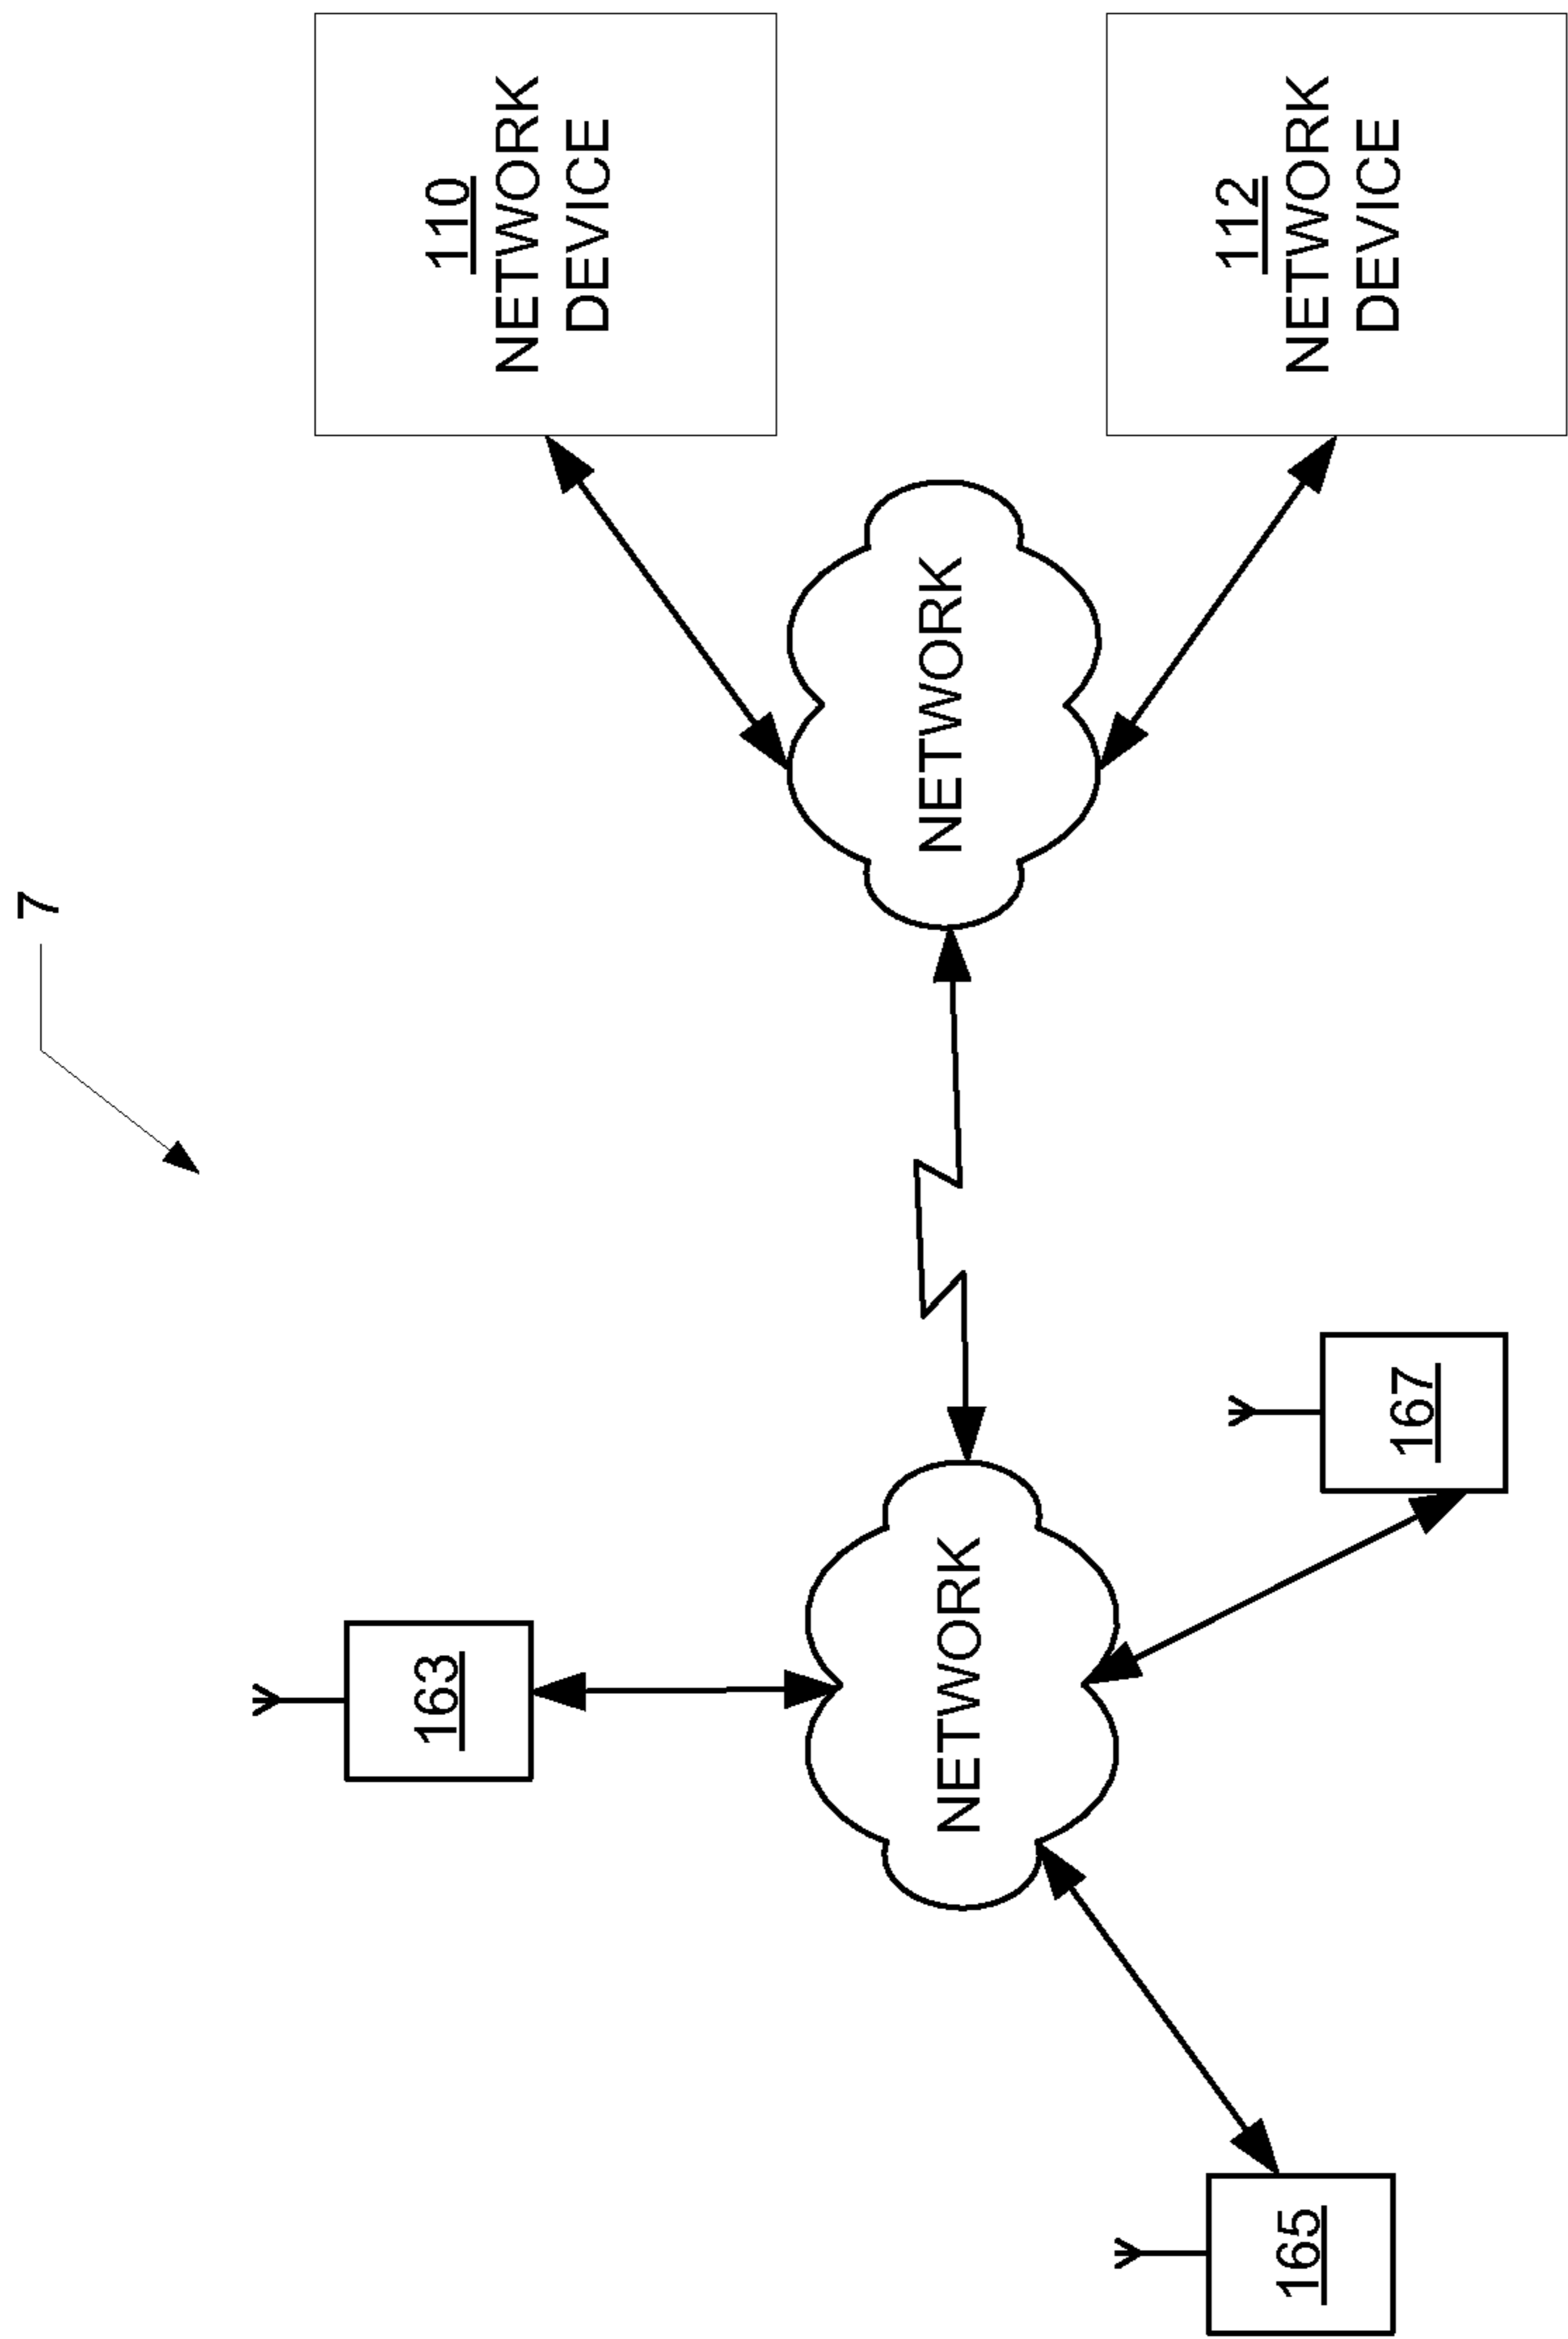 7
110
NETWORK
DEVICE
163
NETWORK
NETWORK
167
165
112
NETWORK
DEVICE